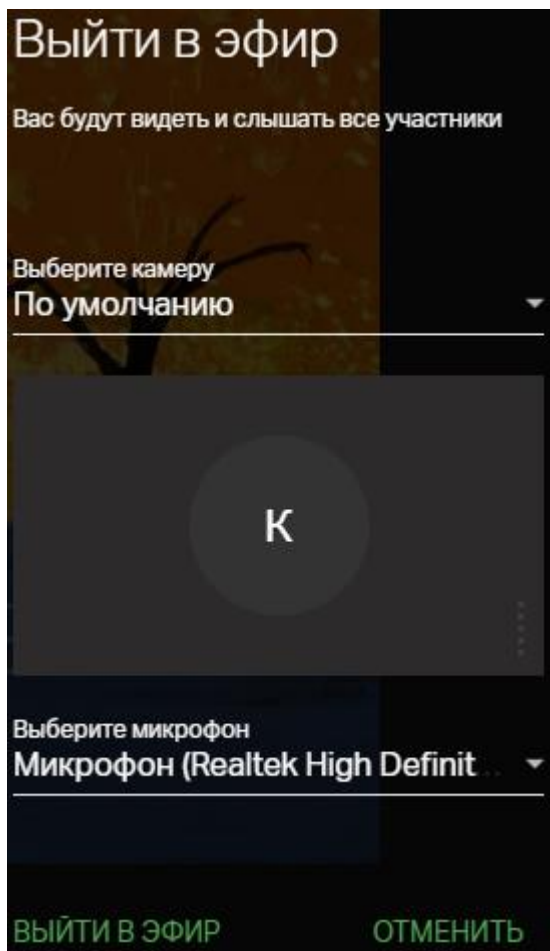 Выйти в эфир
Вас будут видеть и слышать все участники
Выберите камеру
По умолчанию
К
Выберите микрофон
Микрофон (Realtek High Definit...
ВЫЙТИ В ЭФИР ОТМЕНИТЬ